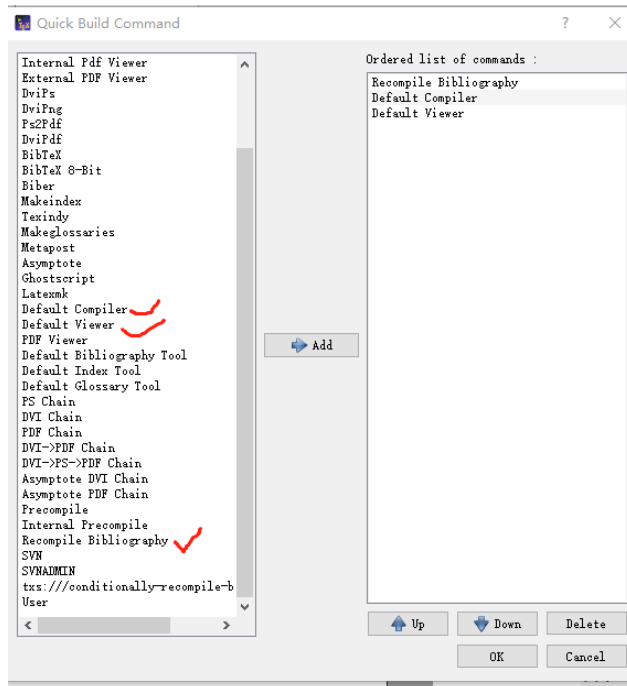 Quick Build Command
Internal Pdf Viewer
External PDF Viewer
DviPs
DviPng
Ps2Pdf
DviPdf
BibTeX
BibTeX 8-Bit
Biber
Makeindex
Texindy
Makeglossaries
Metapost
Asymptote
Ghostscript
Latexmk
Default Compiler
Default Viewer
PDF Viewer
Default Bibliography Tool
Default Index Tool
Default Glossary Tool
PS Chain
DVI Chain
PDF Chain
DVI->PDF Chain
DVI->PS->PDF Chain
Asymptote DVI Chain
Asymptote PDF Chain
Precompile
Internal Precompile
Recompile Bibliography
SVN
SVNADMIN
txs:///conditionally-recompile-b
User
Add
Ordered list of commands :
Recompile Bibliography
Default Compiler
Default Viewer
Up
Down
Delete
OK
Cancel